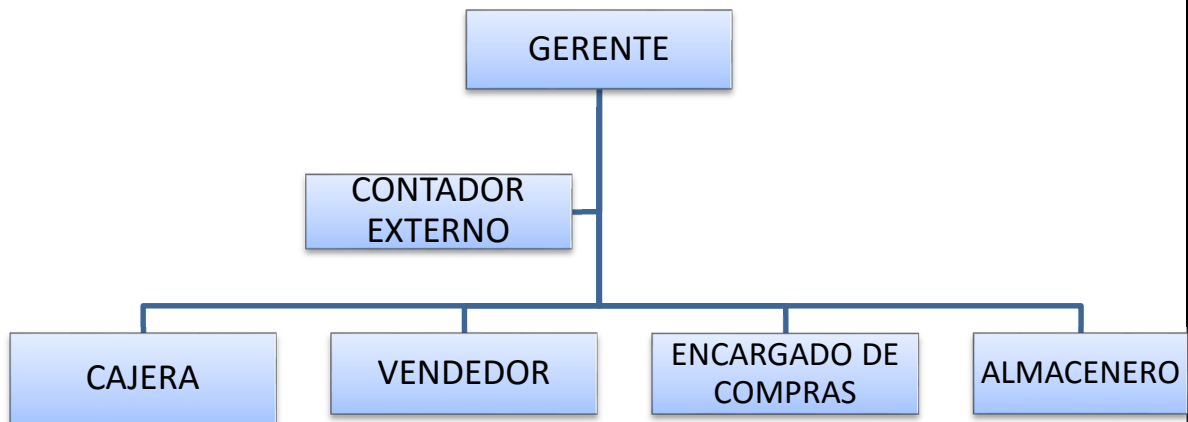 GERENTE
CONTADOR
EXTERNO
CAJERA
VENDEDOR
ENCARGADO DE
COMPRAS
ALMACENERO